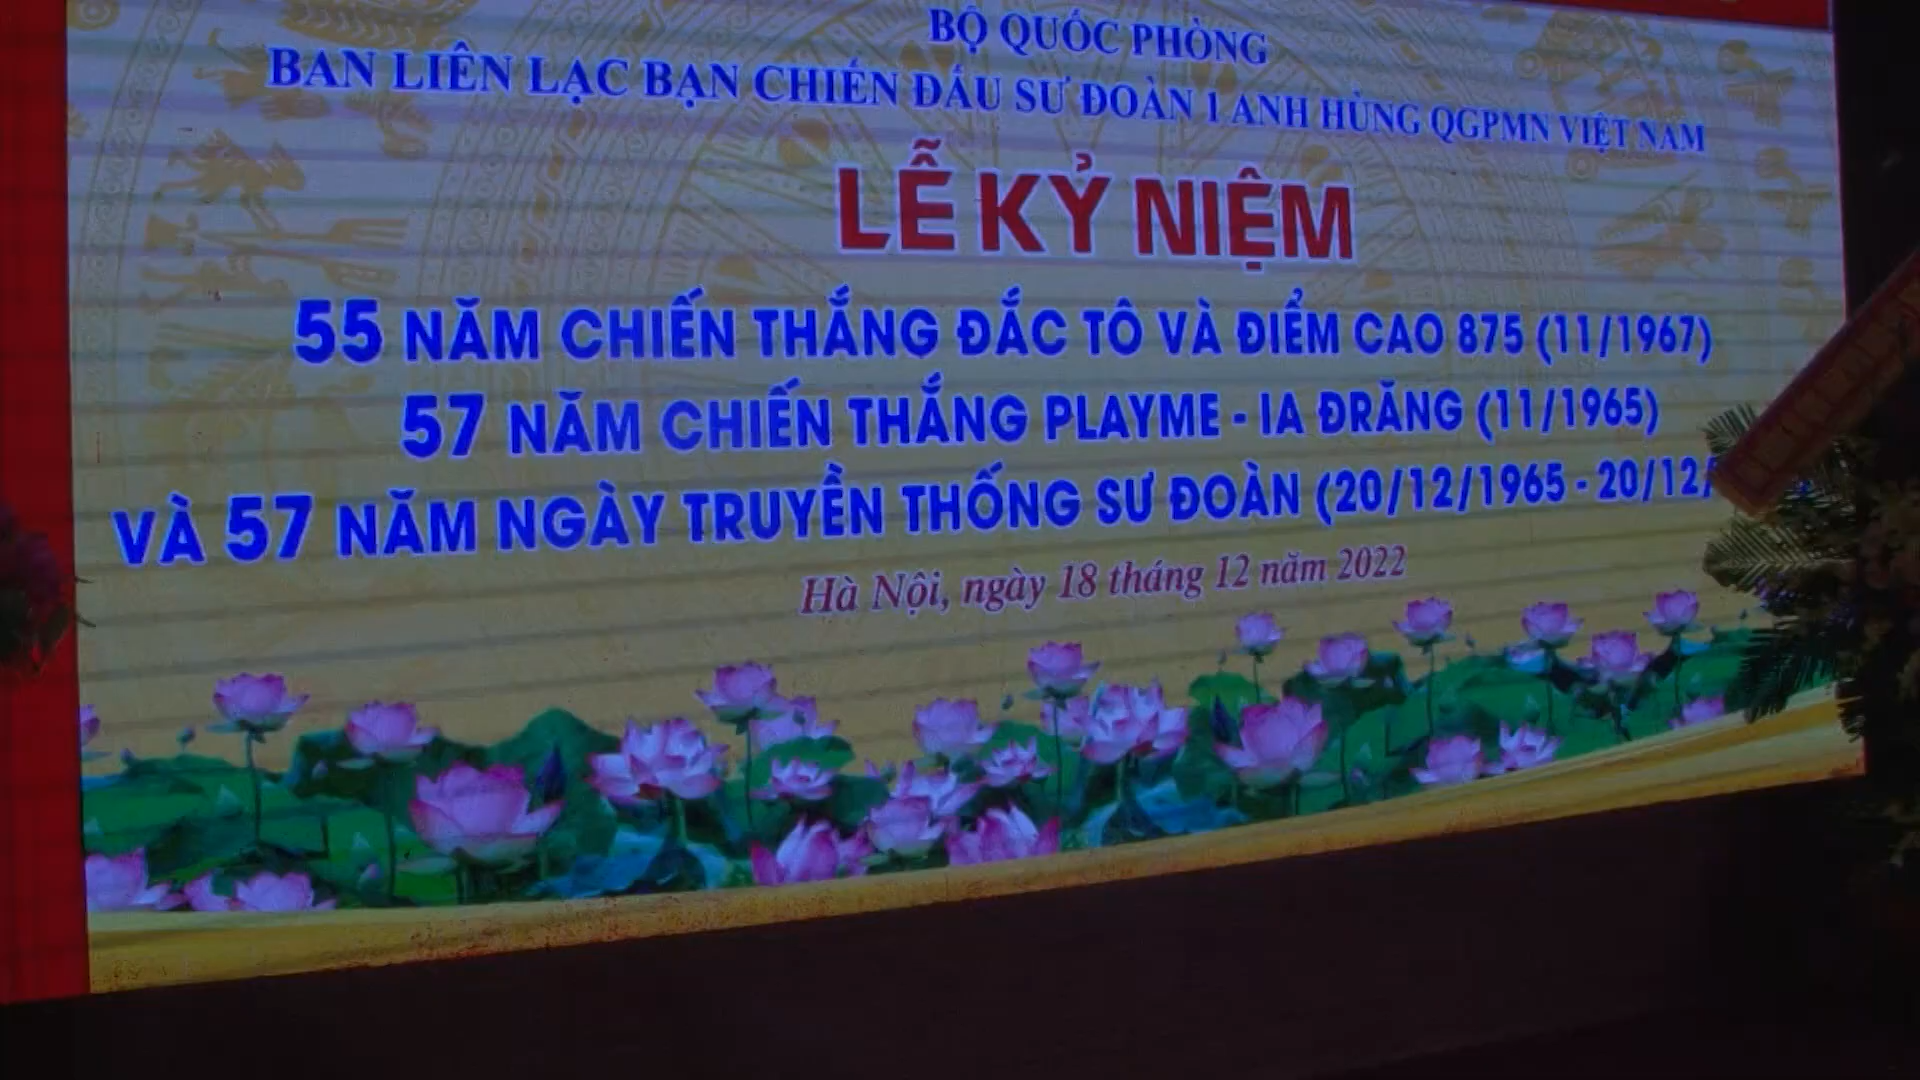 BỘ QUỐC PHÒNG
BAN LIÊN LẠC BẠN CHIẾN ĐẤU SƯ ĐOÀN 1 ANH HÙNG QGPMN VIỆT NAM
LỄ KỶ NIỆM
55 NĂM CHIẾN THẮNG ĐẮC TÔ VÀ ĐIỂM CAO 875 (11/1967)
57 NĂM CHIẾN THẮNG PLAYME - IA ĐRĂNG (11/1965)
VÀ 57 NĂM NGÀY TRUYỀN THỐNG SƯ ĐOÀN (20/12/1965 - 20/12/
Hà Nội, ngày 18 tháng 12 năm 2022